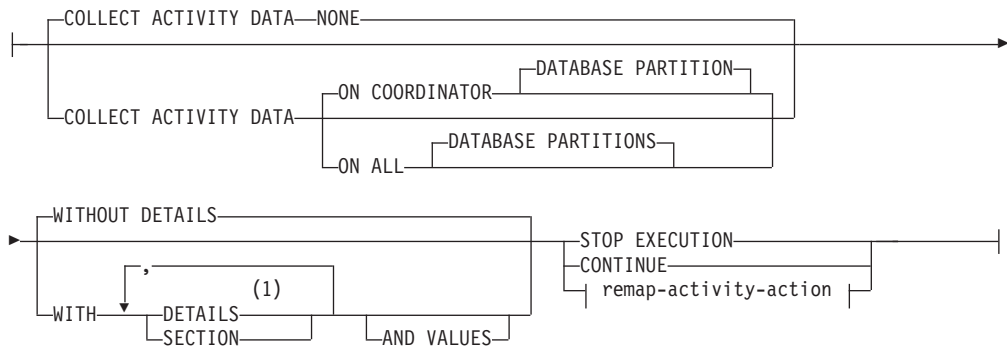 COLLECT ACTIVITY DATA NONE
DATABASE PARTITION
ON COORDINATOR
COLLECT ACTIVITY DATA
DATABASE PARTITIONS
ON ALL
WITHOUT DETAILS
STOP EXECUTION
, CONTINUE
(1) remap-activity-action
WITH DETAILS
SECTION AND VALUES